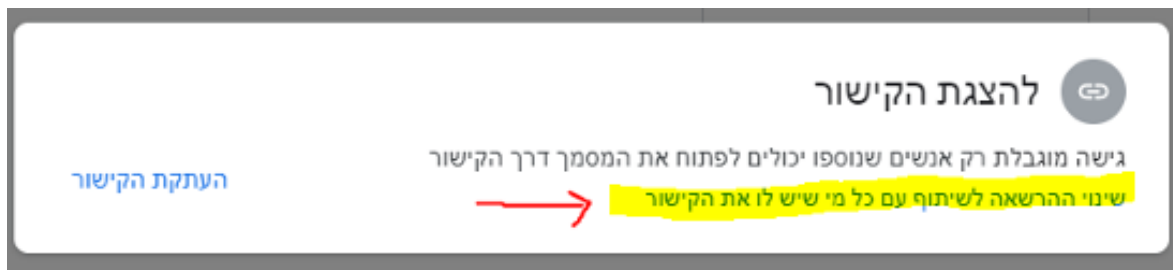 להצגת הקישור
גישה מוגבלת רק אנשים שנוספו יכולים לפתוח את המסמך דרך הקישור
שינוי ההרשאה לשיתוף עם כל מי שיש לו את הקישור
העתקת הקישור